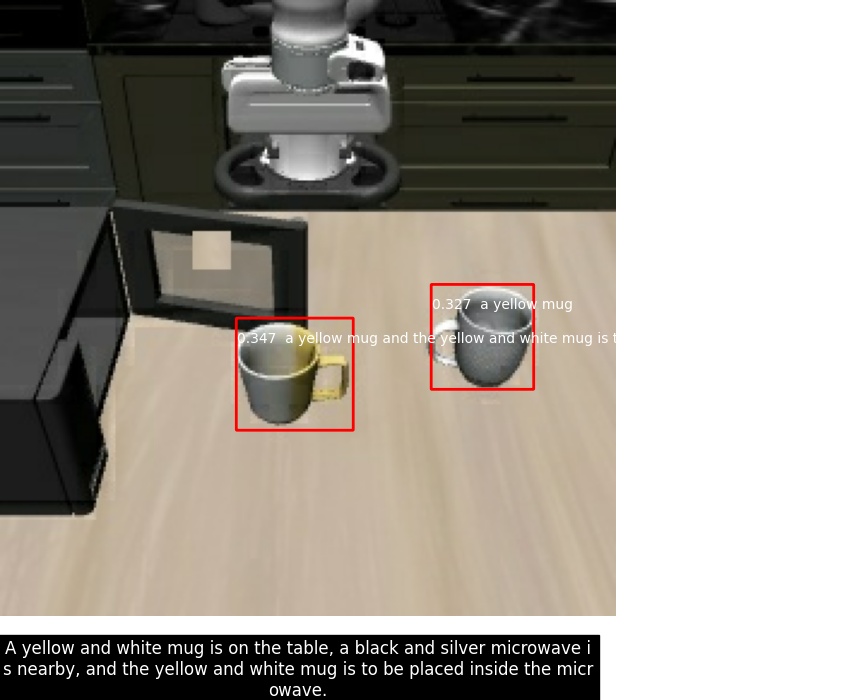 0.327 a yellow mug
0.347 a yellow mug and the yellow and white mug is t
A yellow and white mug is on the table, a black and silver microwave i
s nearby, and the yellow and white mug is to be placed inside the micr
owave.